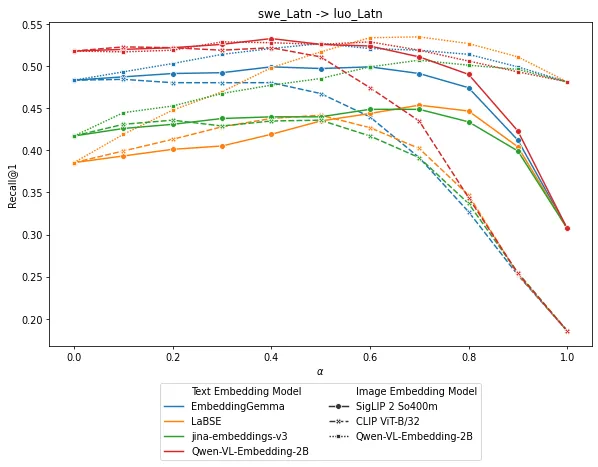 swe_Latn -> luo_Latn
0.55
0.50
0.45
0.40
0.35
0.30
0.25
0.20
Recall@1
0.0 0.2 0.4 0.6 0.8 1.0
α
Text Embedding Model Image Embedding Model
EmbeddingGemma SigLIP 2 So400m
LaBSE CLIP ViT-B/32
jina-embeddings-v3 Qwen-VL-Embedding-2B
Qwen-VL-Embedding-2B